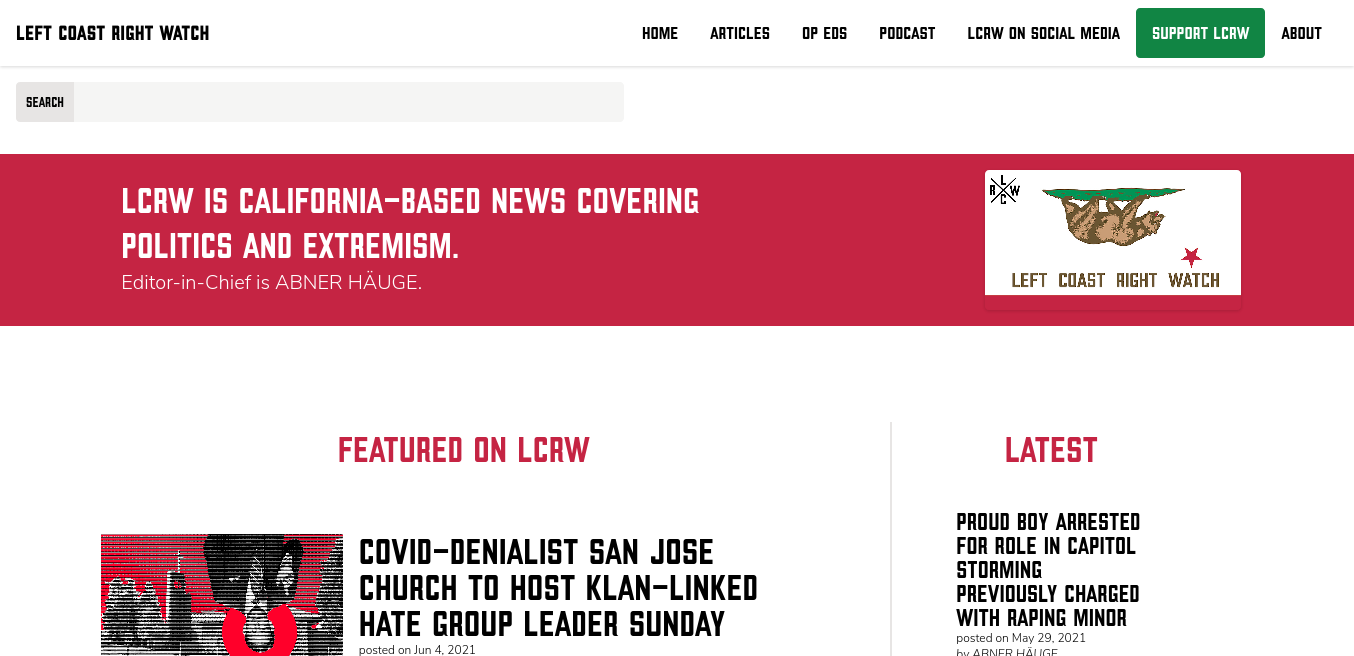 LEFT COAST RIGHT WATCH
HOME
ARTICLES
OP EDS
PODCAST
LCRW ON SOCIAL MEDIA
SUPPORT LCRW
ABOUT
SEARCH
LCRW IS CALIFORNIA-BASED NEWS COVERING
POLITICS AND EXTREMISM.
Editor-in-Chief is ABNER HÄUGE.
L
R W
C
LEFT COAST RIGHT WATCH
FEATURED ON LCRW
COVID-DENIALIST SAN JOSE
CHURCH TO HOST KLAN-LINKED
HATE GROUP LEADER SUNDAY
posted on Jun 4, 2021
LATEST
PROUD BOY ARRESTED
FOR ROLE IN CAPITOL
STORMING
PREVIOUSLY CHARGED
WITH RAPING MINOR
posted on May 29, 2021
by ABNER HÄUGE